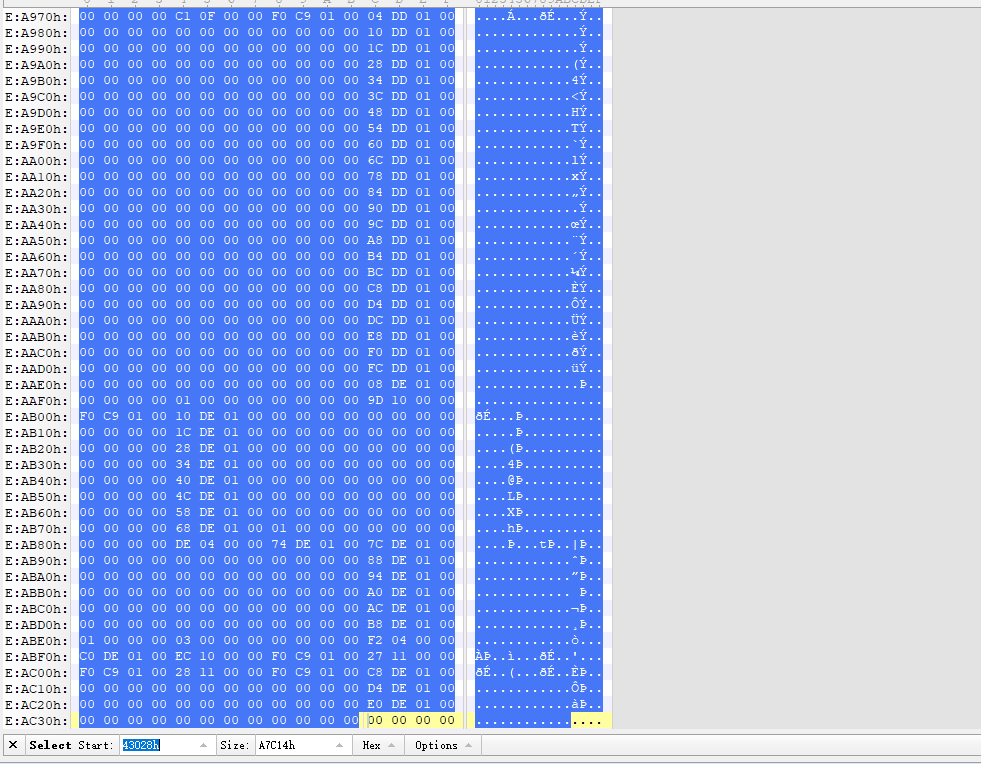 E:A970h: 00 00 00 00 C1 0F 00 00 F0 C9 01 00 04 DD 01 00 ....Á...ðÉ...Ý..
E:A980h: 00 00 00 00 00 00 00 00 00 00 00 00 10 DD 01 00 .............Ý..
E:A990h: 00 00 00 00 00 00 00 00 00 00 00 00 1C DD 01 00 .............Ý..
E:A9A0h: 00 00 00 00 00 00 00 00 00 00 00 00 28 DD 01 00 ............(Ý..
E:A9B0h: 00 00 00 00 00 00 00 00 00 00 00 00 34 DD 01 00 ............4Ý..
E:A9C0h: 00 00 00 00 00 00 00 00 00 00 00 00 3C DD 01 00 ............<Ý..
E:A9D0h: 00 00 00 00 00 00 00 00 00 00 00 00 48 DD 01 00 ............HÝ..
E:A9E0h: 00 00 00 00 00 00 00 00 00 00 00 00 54 DD 01 00 ............TÝ..
E:A9F0h: 00 00 00 00 00 00 00 00 00 00 00 00 60 DD 01 00 ............`Ý..
E:AA00h: 00 00 00 00 00 00 00 00 00 00 00 00 6C DD 01 00 ............lÝ..
E:AA10h: 00 00 00 00 00 00 00 00 00 00 00 00 78 DD 01 00 ............xÝ..
E:AA20h: 00 00 00 00 00 00 00 00 00 00 00 00 84 DD 01 00 ............„Ý..
E:AA30h: 00 00 00 00 00 00 00 00 00 00 00 00 90 DD 01 00 .............Ý..
E:AA40h: 00 00 00 00 00 00 00 00 00 00 00 00 9C DD 01 00 ............œÝ..
E:AA50h: 00 00 00 00 00 00 00 00 00 00 00 00 A8 DD 01 00 ............¨Ý..
E:AA60h: 00 00 00 00 00 00 00 00 00 00 00 00 B4 DD 01 00 ............´Ý..
E:AA70h: 00 00 00 00 00 00 00 00 00 00 00 00 BC DD 01 00 ............¼Ý..
E:AA80h: 00 00 00 00 00 00 00 00 00 00 00 00 C8 DD 01 00 ............ÈÝ..
E:AA90h: 00 00 00 00 00 00 00 00 00 00 00 00 D4 DD 01 00 ............ÔÝ..
E:AAA0h: 00 00 00 00 00 00 00 00 00 00 00 00 DC DD 01 00 ............ÜÝ..
E:AAB0h: 00 00 00 00 00 00 00 00 00 00 00 00 E8 DD 01 00 ............èÝ..
E:AAC0h: 00 00 00 00 00 00 00 00 00 00 00 00 F0 DD 01 00 ............ðÝ..
E:AAD0h: 00 00 00 00 00 00 00 00 00 00 00 00 FC DD 01 00 ............üÝ..
E:AAE0h: 00 00 00 00 00 00 00 00 00 00 00 00 08 DE 01 00 .............Þ..
E:AAF0h: 00 00 00 00 01 00 00 00 00 00 00 00 9D 10 00 00 ................
E:AB00h: F0 C9 01 00 10 DE 01 00 00 00 00 00 00 00 00 00 ðÉ...Þ..........
E:AB10h: 00 00 00 00 1C DE 01 00 00 00 00 00 00 00 00 00 .....Þ..........
E:AB20h: 00 00 00 00 28 DE 01 00 00 00 00 00 00 00 00 00 ....(Þ..........
E:AB30h: 00 00 00 00 34 DE 01 00 00 00 00 00 00 00 00 00 ....4Þ..........
E:AB40h: 00 00 00 00 40 DE 01 00 00 00 00 00 00 00 00 00 ....@Þ..........
E:AB50h: 00 00 00 00 4C DE 01 00 00 00 00 00 00 00 00 00 ....LÞ..........
E:AB60h: 00 00 00 00 58 DE 01 00 00 00 00 00 00 00 00 00 ....XÞ..........
E:AB70h: 00 00 00 00 68 DE 01 00 01 00 00 00 00 00 00 00 ....hÞ..........
E:AB80h: 00 00 00 00 DE 04 00 00 74 DE 01 00 7C DE 01 00 ....Þ...tÞ..|Þ..
E:AB90h: 00 00 00 00 00 00 00 00 00 00 00 00 88 DE 01 00 ............ˆÞ..
E:ABA0h: 00 00 00 00 00 00 00 00 00 00 00 00 94 DE 01 00 ............”Þ..
E:ABB0h: 00 00 00 00 00 00 00 00 00 00 00 00 A0 DE 01 00 ............ Þ..
E:ABC0h: 00 00 00 00 00 00 00 00 00 00 00 00 AC DE 01 00 ............¬Þ..
E:ABD0h: 00 00 00 00 00 00 00 00 00 00 00 00 B8 DE 01 00 ............¸Þ..
E:ABE0h: 01 00 00 00 03 00 00 00 00 00 00 00 F2 04 00 00 ............ò...
E:ABF0h: C0 DE 01 00 EC 10 00 00 F0 C9 01 00 27 11 00 00 ÀÞ..ì...ðÉ..'...
E:AC00h: F0 C9 01 00 28 11 00 00 F0 C9 01 00 C8 DE 01 00 ðÉ..(...ðÉ..ÈÞ..
E:AC10h: 00 00 00 00 00 00 00 00 00 00 00 00 D4 DE 01 00 ............ÔÞ..
E:AC20h: 00 00 00 00 00 00 00 00 00 00 00 00 E0 DE 01 00 ............àÞ..
E:AC30h: 00 00 00 00 00 00 00 00 00 00 00 00 00 00 00 00 ................
✕ Select Start: 43028h Size: A7C14h Hex Options